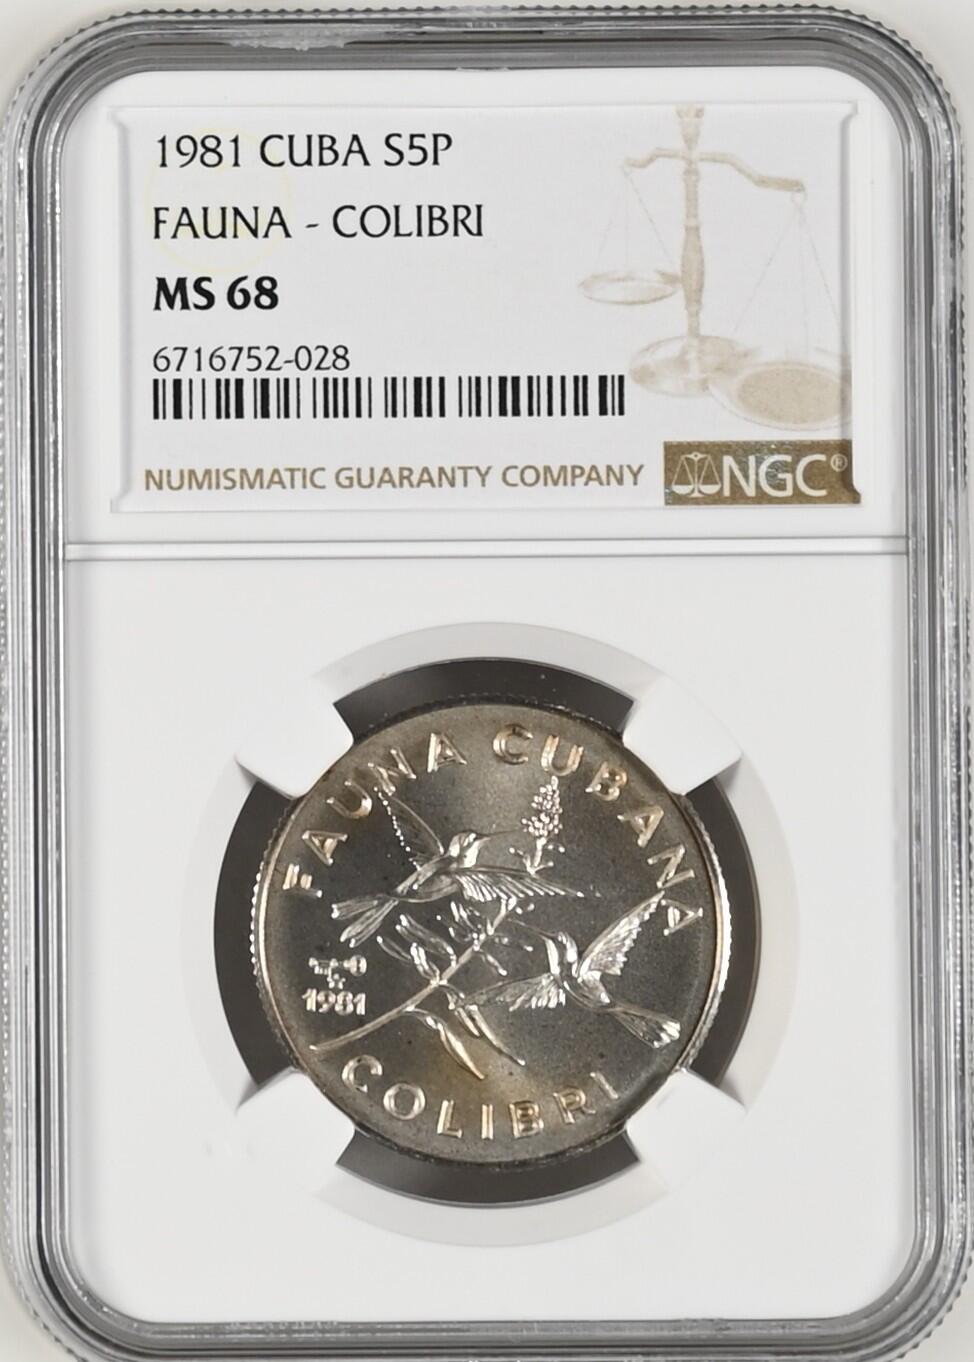 1981 CUBA S5P
FAUNA - COLIBRI
MS 68
6716752-028
NUMISMATIC GUARANTY COMPANY
NGC®
FAUNA CUBANA
1981
COLIBRI